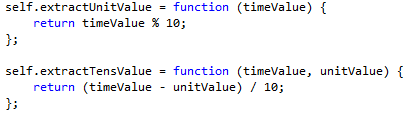 self.extractUnitValue = function (timeValue) {
    return timeValue % 10;
};

self.extractTensValue = function (timeValue, unitValue) {
    return (timeValue - unitValue) / 10;
};